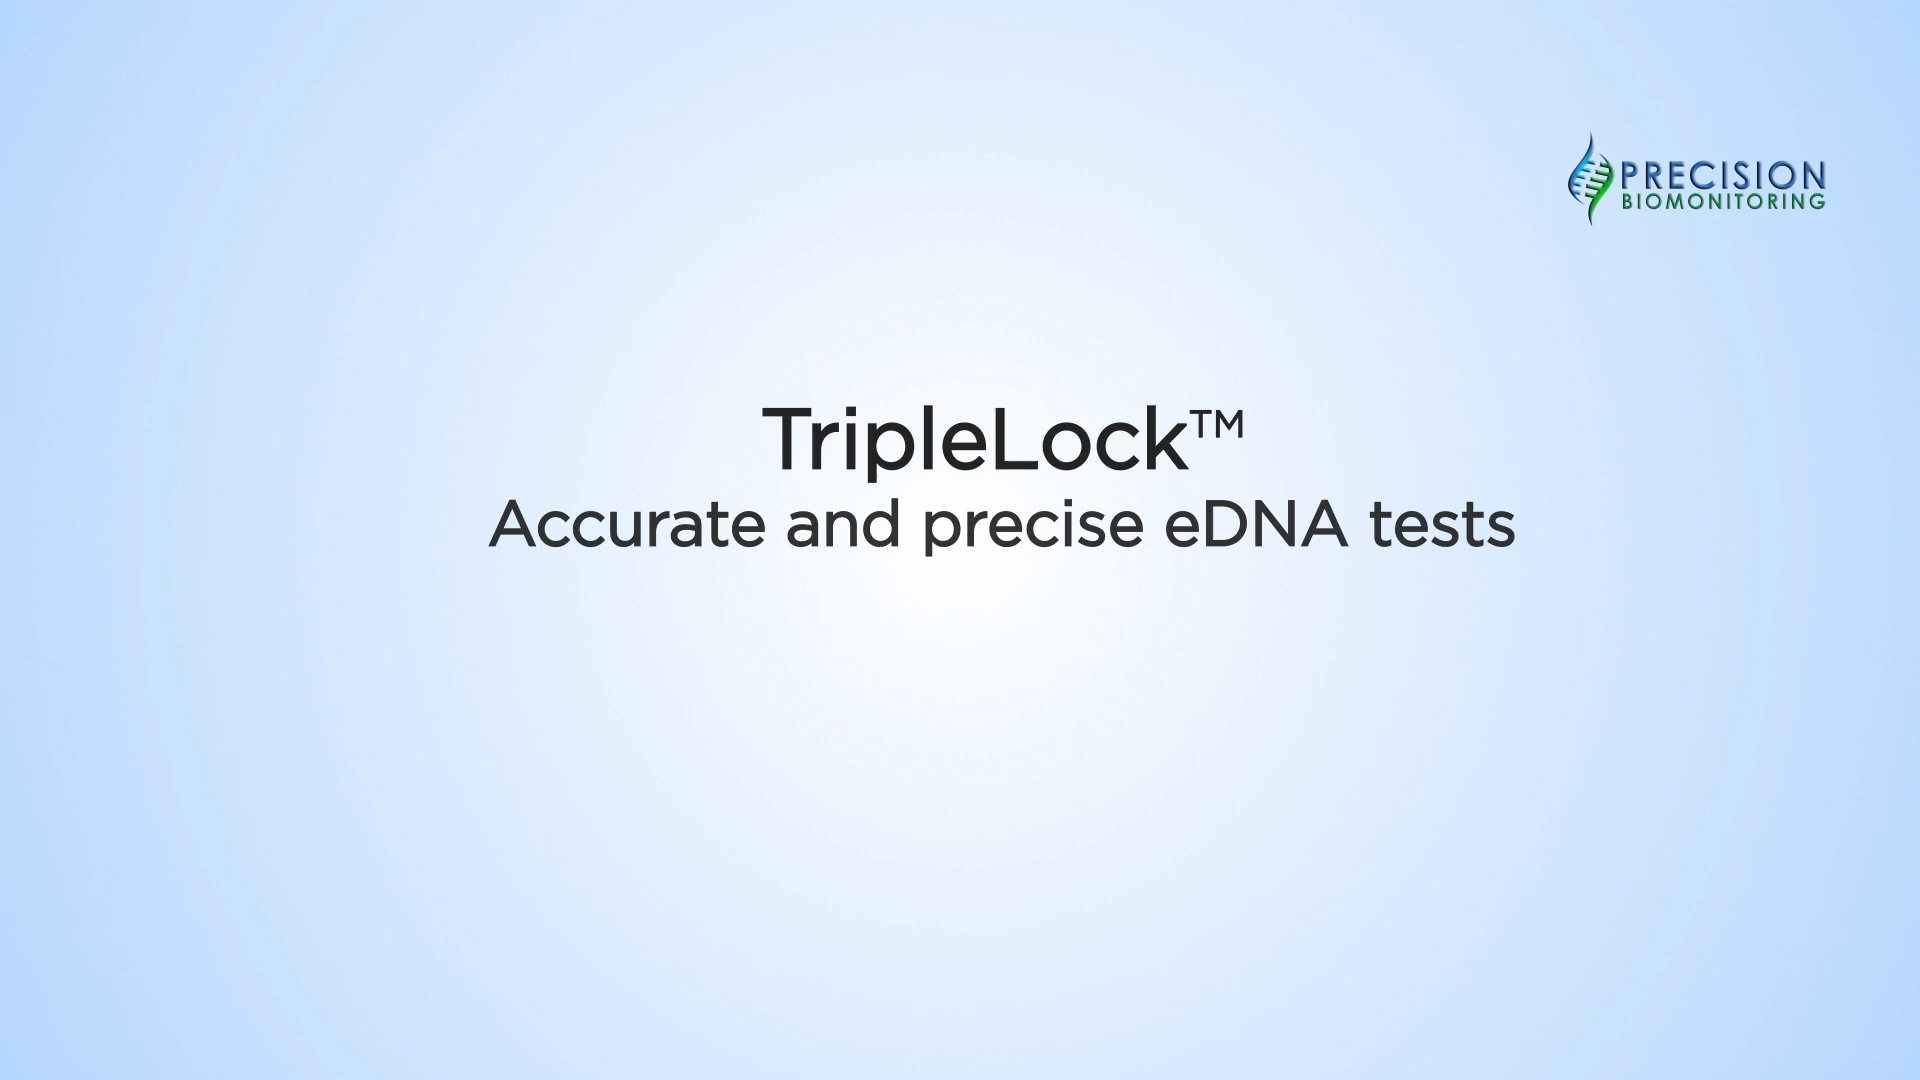 PRECISION
BIOMONITORING
TripleLock™
Accurate and precise eDNA tests